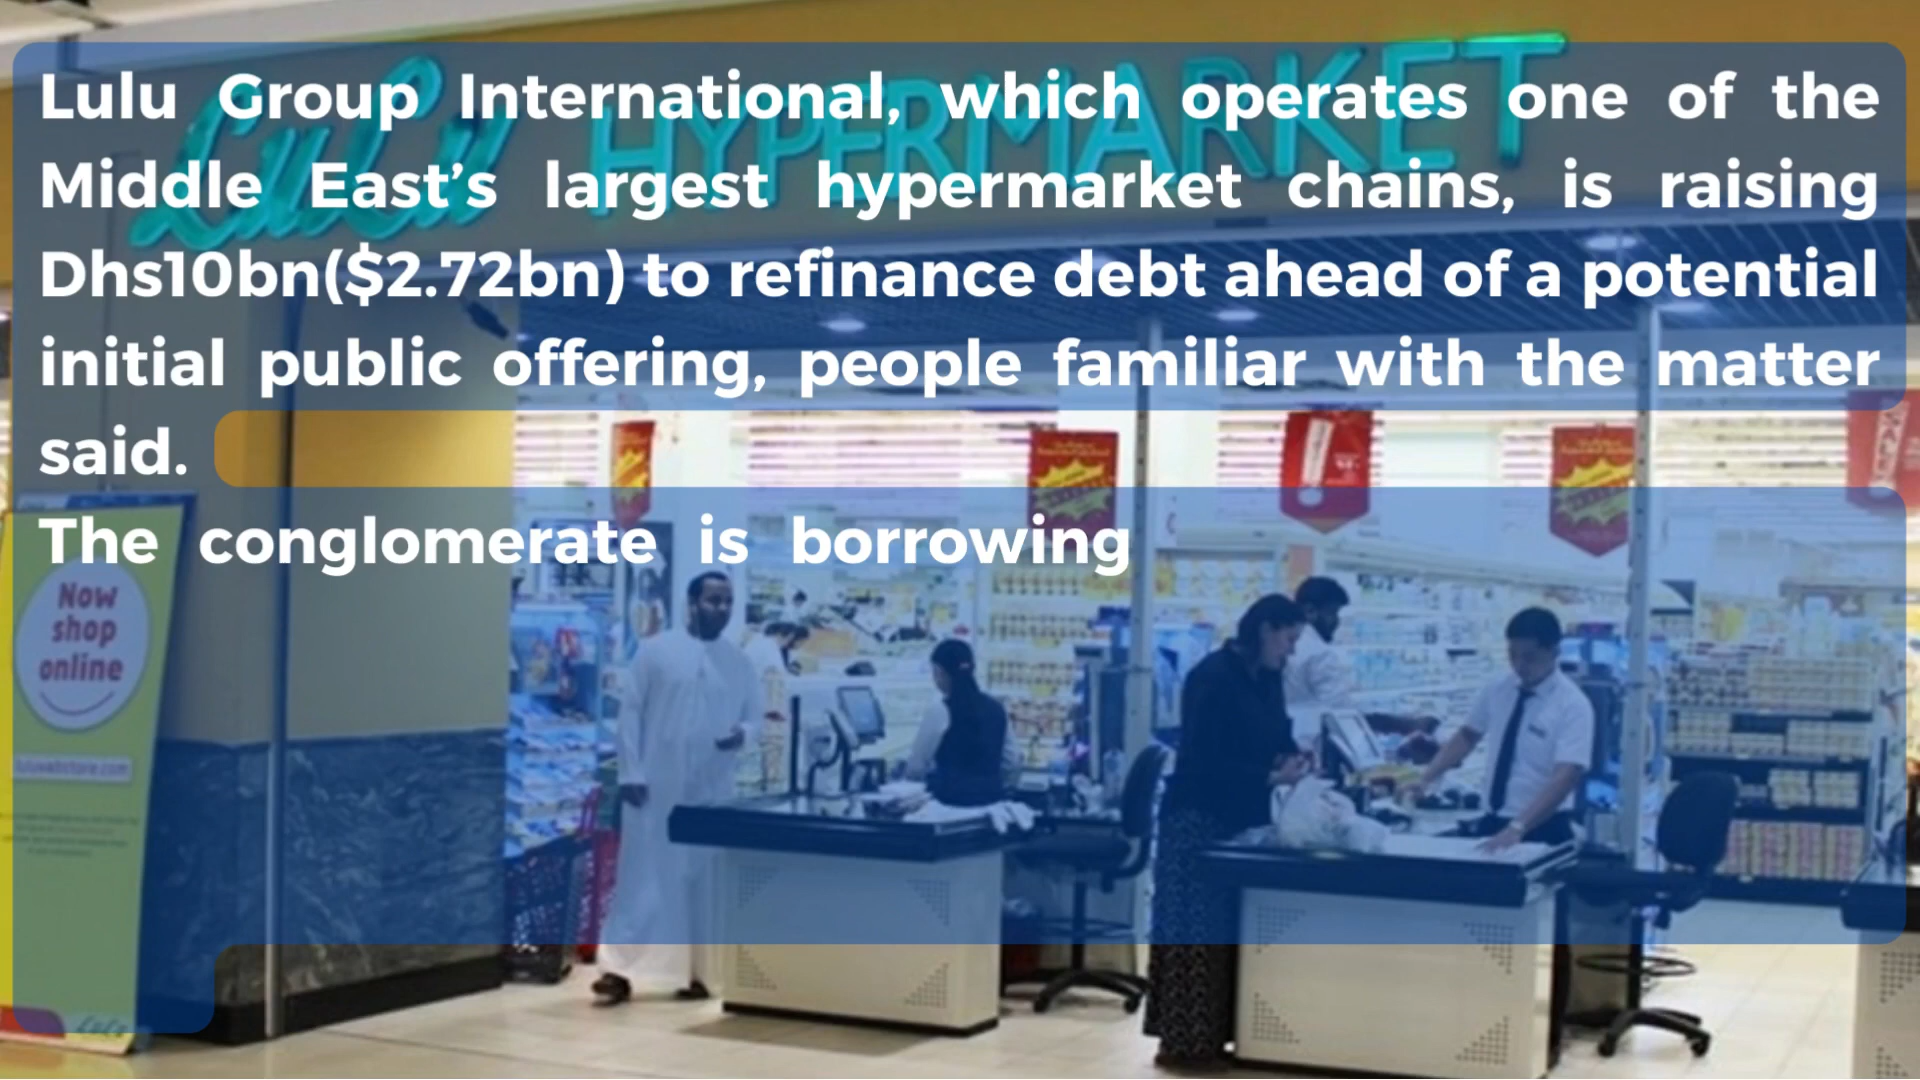 Lulu Group International, which operates one of the
Middle East’s largest hypermarket chains, is raising
Dhs10bn($2.72bn) to refinance debt ahead of a potential
initial public offering, people familiar with the matter
said.
The conglomerate is borrowing
LuLu HYPERMARKET
Now
shop
online
LuLu